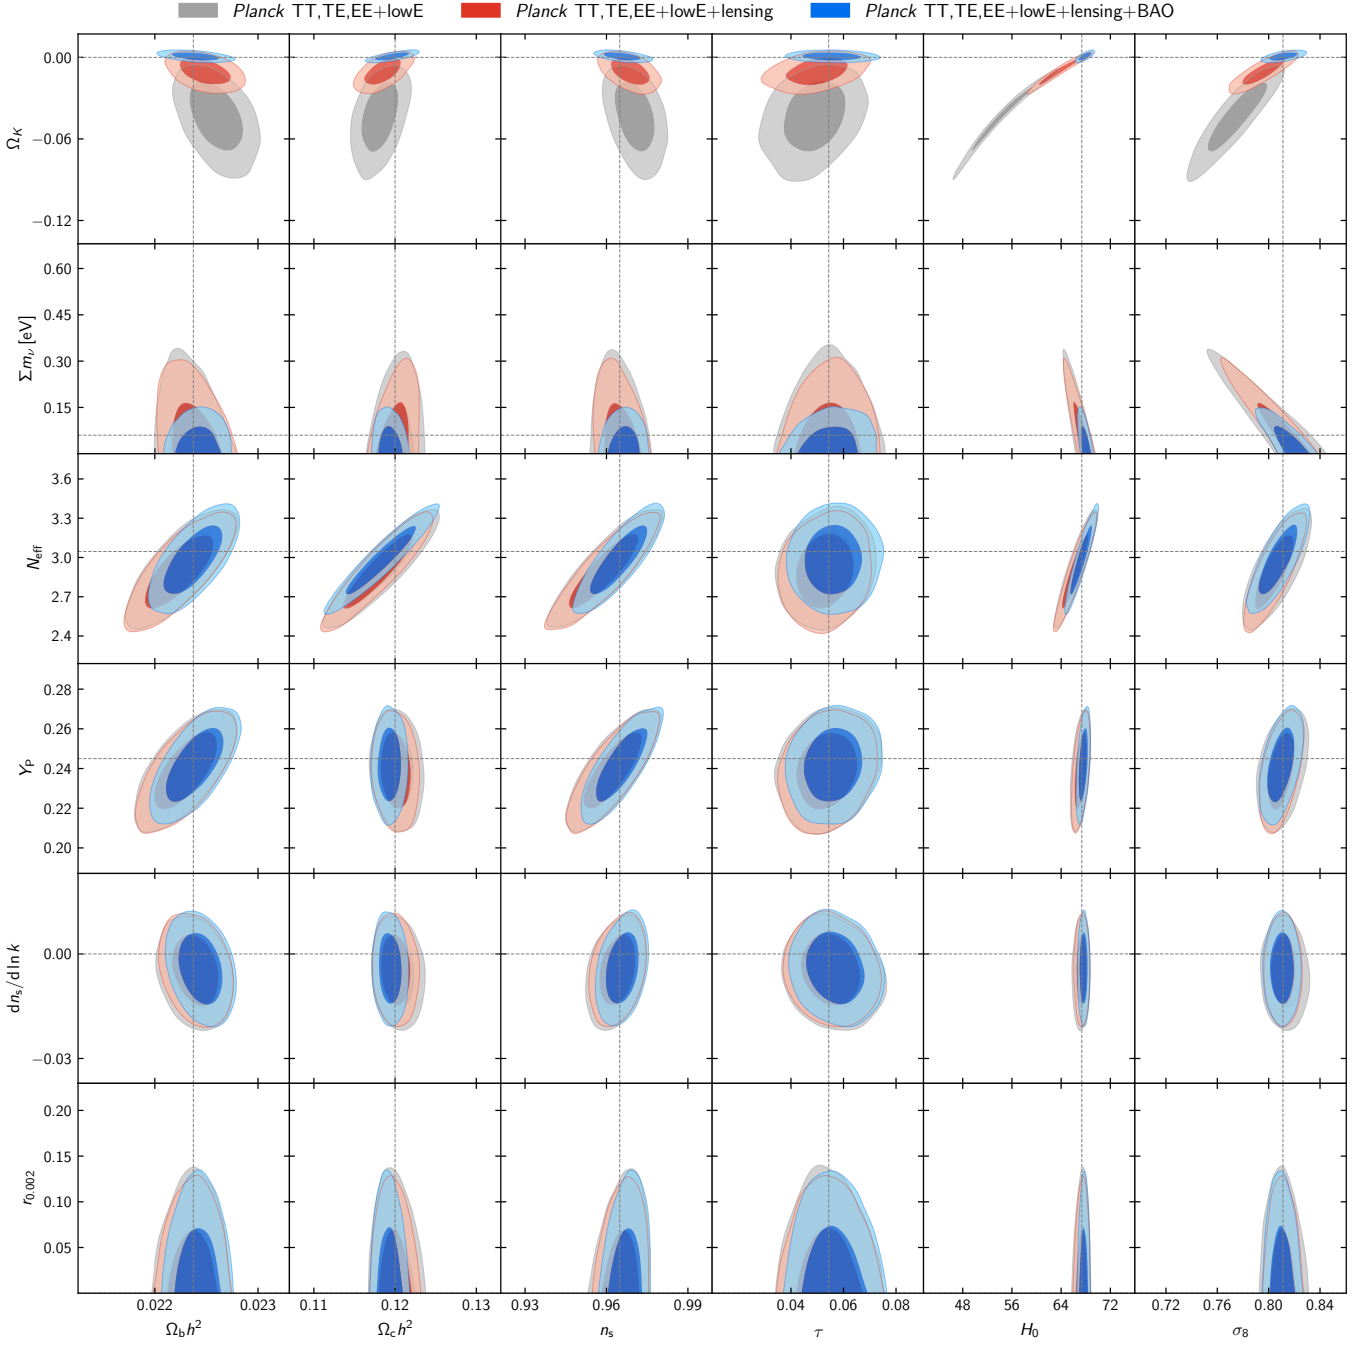 Planck TT,TE,EE+lowE Planck TT,TE,EE+lowE+lensing Planck TT,TE,EE+lowE+lensing+BAO
0.00
−0.06
−0.12
Ω_K
0.60
0.45
0.30
0.15
Σm_ν [eV]
3.6
3.3
3.0
2.7
2.4
N_eff
0.28
0.26
0.24
0.22
0.20
Y_P
0.00
−0.03
dn_s/d ln k
0.20
0.15
0.10
0.05
r_0.002
0.022 0.023 0.11 0.12 0.13 0.93 0.96 0.99 0.04 0.06 0.08 48 56 64 72 0.72 0.76 0.80 0.84
Ω_bh² Ω_ch² n_s τ H_0 σ_8